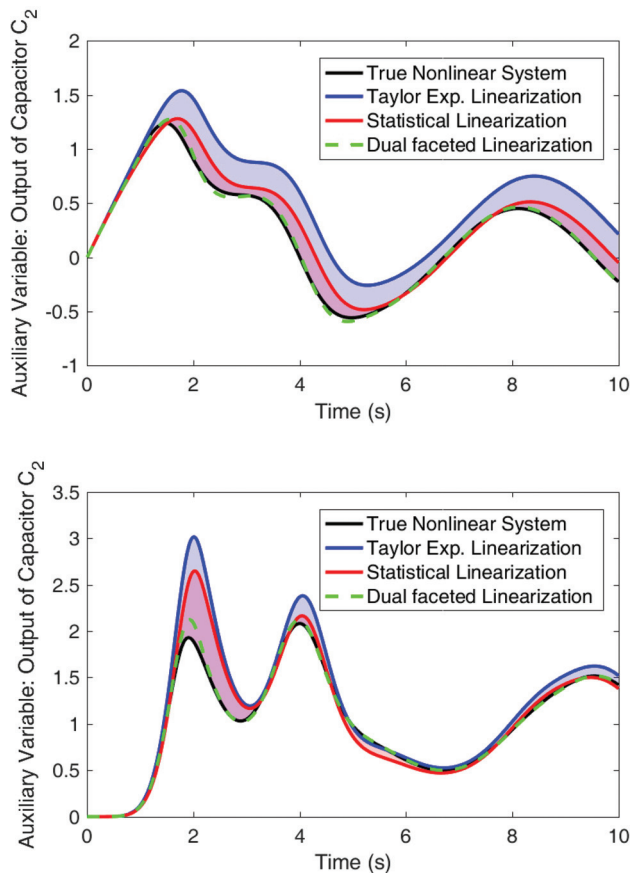 Auxiliary Variable: Output of Capacitor C2
2
1.5
1
0.5
0
-0.5
-1
True Nonlinear System
Taylor Exp. Linearization
Statistical Linearization
Dual faceted Linearization
0 2 4 6 8 10
Time (s)
Auxiliary Variable: Output of Capacitor C2
3.5
3
2.5
2
1.5
1
0.5
0
True Nonlinear System
Taylor Exp. Linearization
Statistical Linearization
Dual faceted Linearization
0 2 4 6 8 10
Time (s)